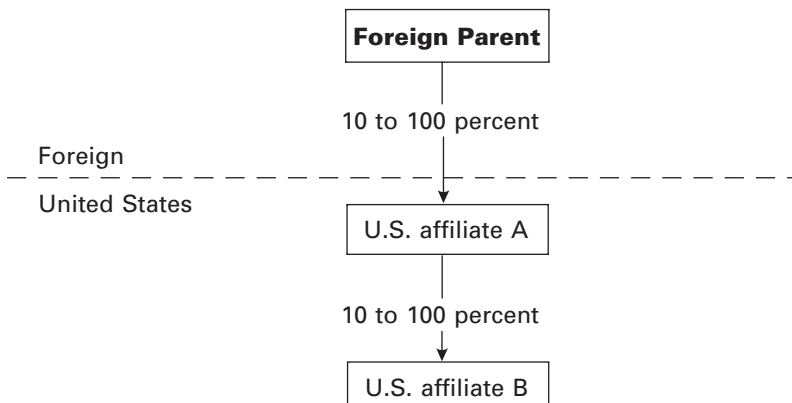 Foreign Parent
10 to 100 percent
Foreign
United States
U.S. affiliate A
10 to 100 percent
U.S. affiliate B